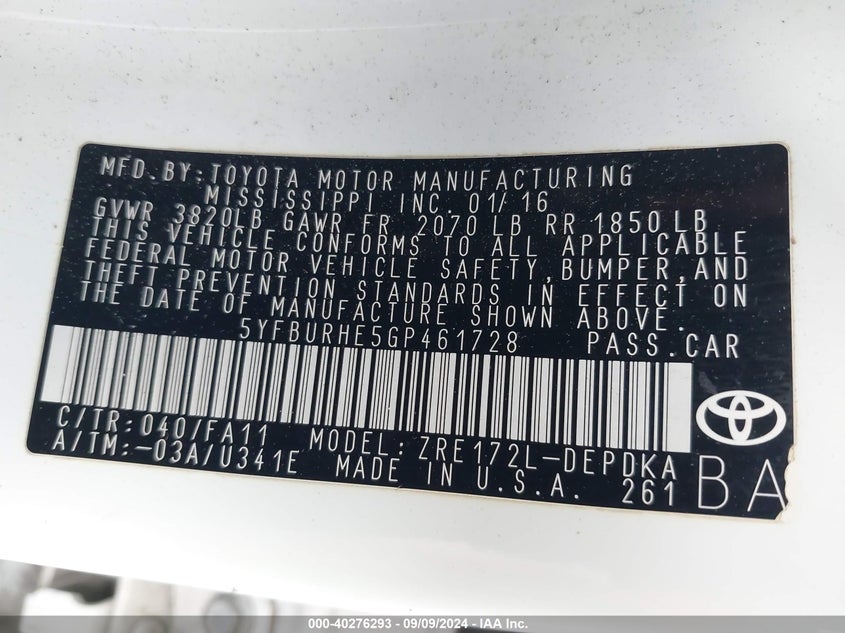 MFD. BY: TOYOTA MOTOR MANUFACTURING
MISSISSIPPI INC. 01/16
GVWR 3820LB GAWR FR 2070 LB RR 1850 LB
THIS VEHICLE CONFORMS TO ALL APPLICABLE
FEDERAL MOTOR VEHICLE SAFETY, BUMPER, AND
THEFT PREVENTION STANDARDS IN EFFECT ON
THE DATE OF MANUFACTURE SHOWN ABOVE.
5YFBURHE5GP461728 PASS. CAR
C/TR: 040/FA11 MODEL: ZRE172L-DEPDKA
A/TM: -03A/U341E MADE IN U.S.A. 261
BA
000-40276293 - 09/09/2024 - IAA Inc.